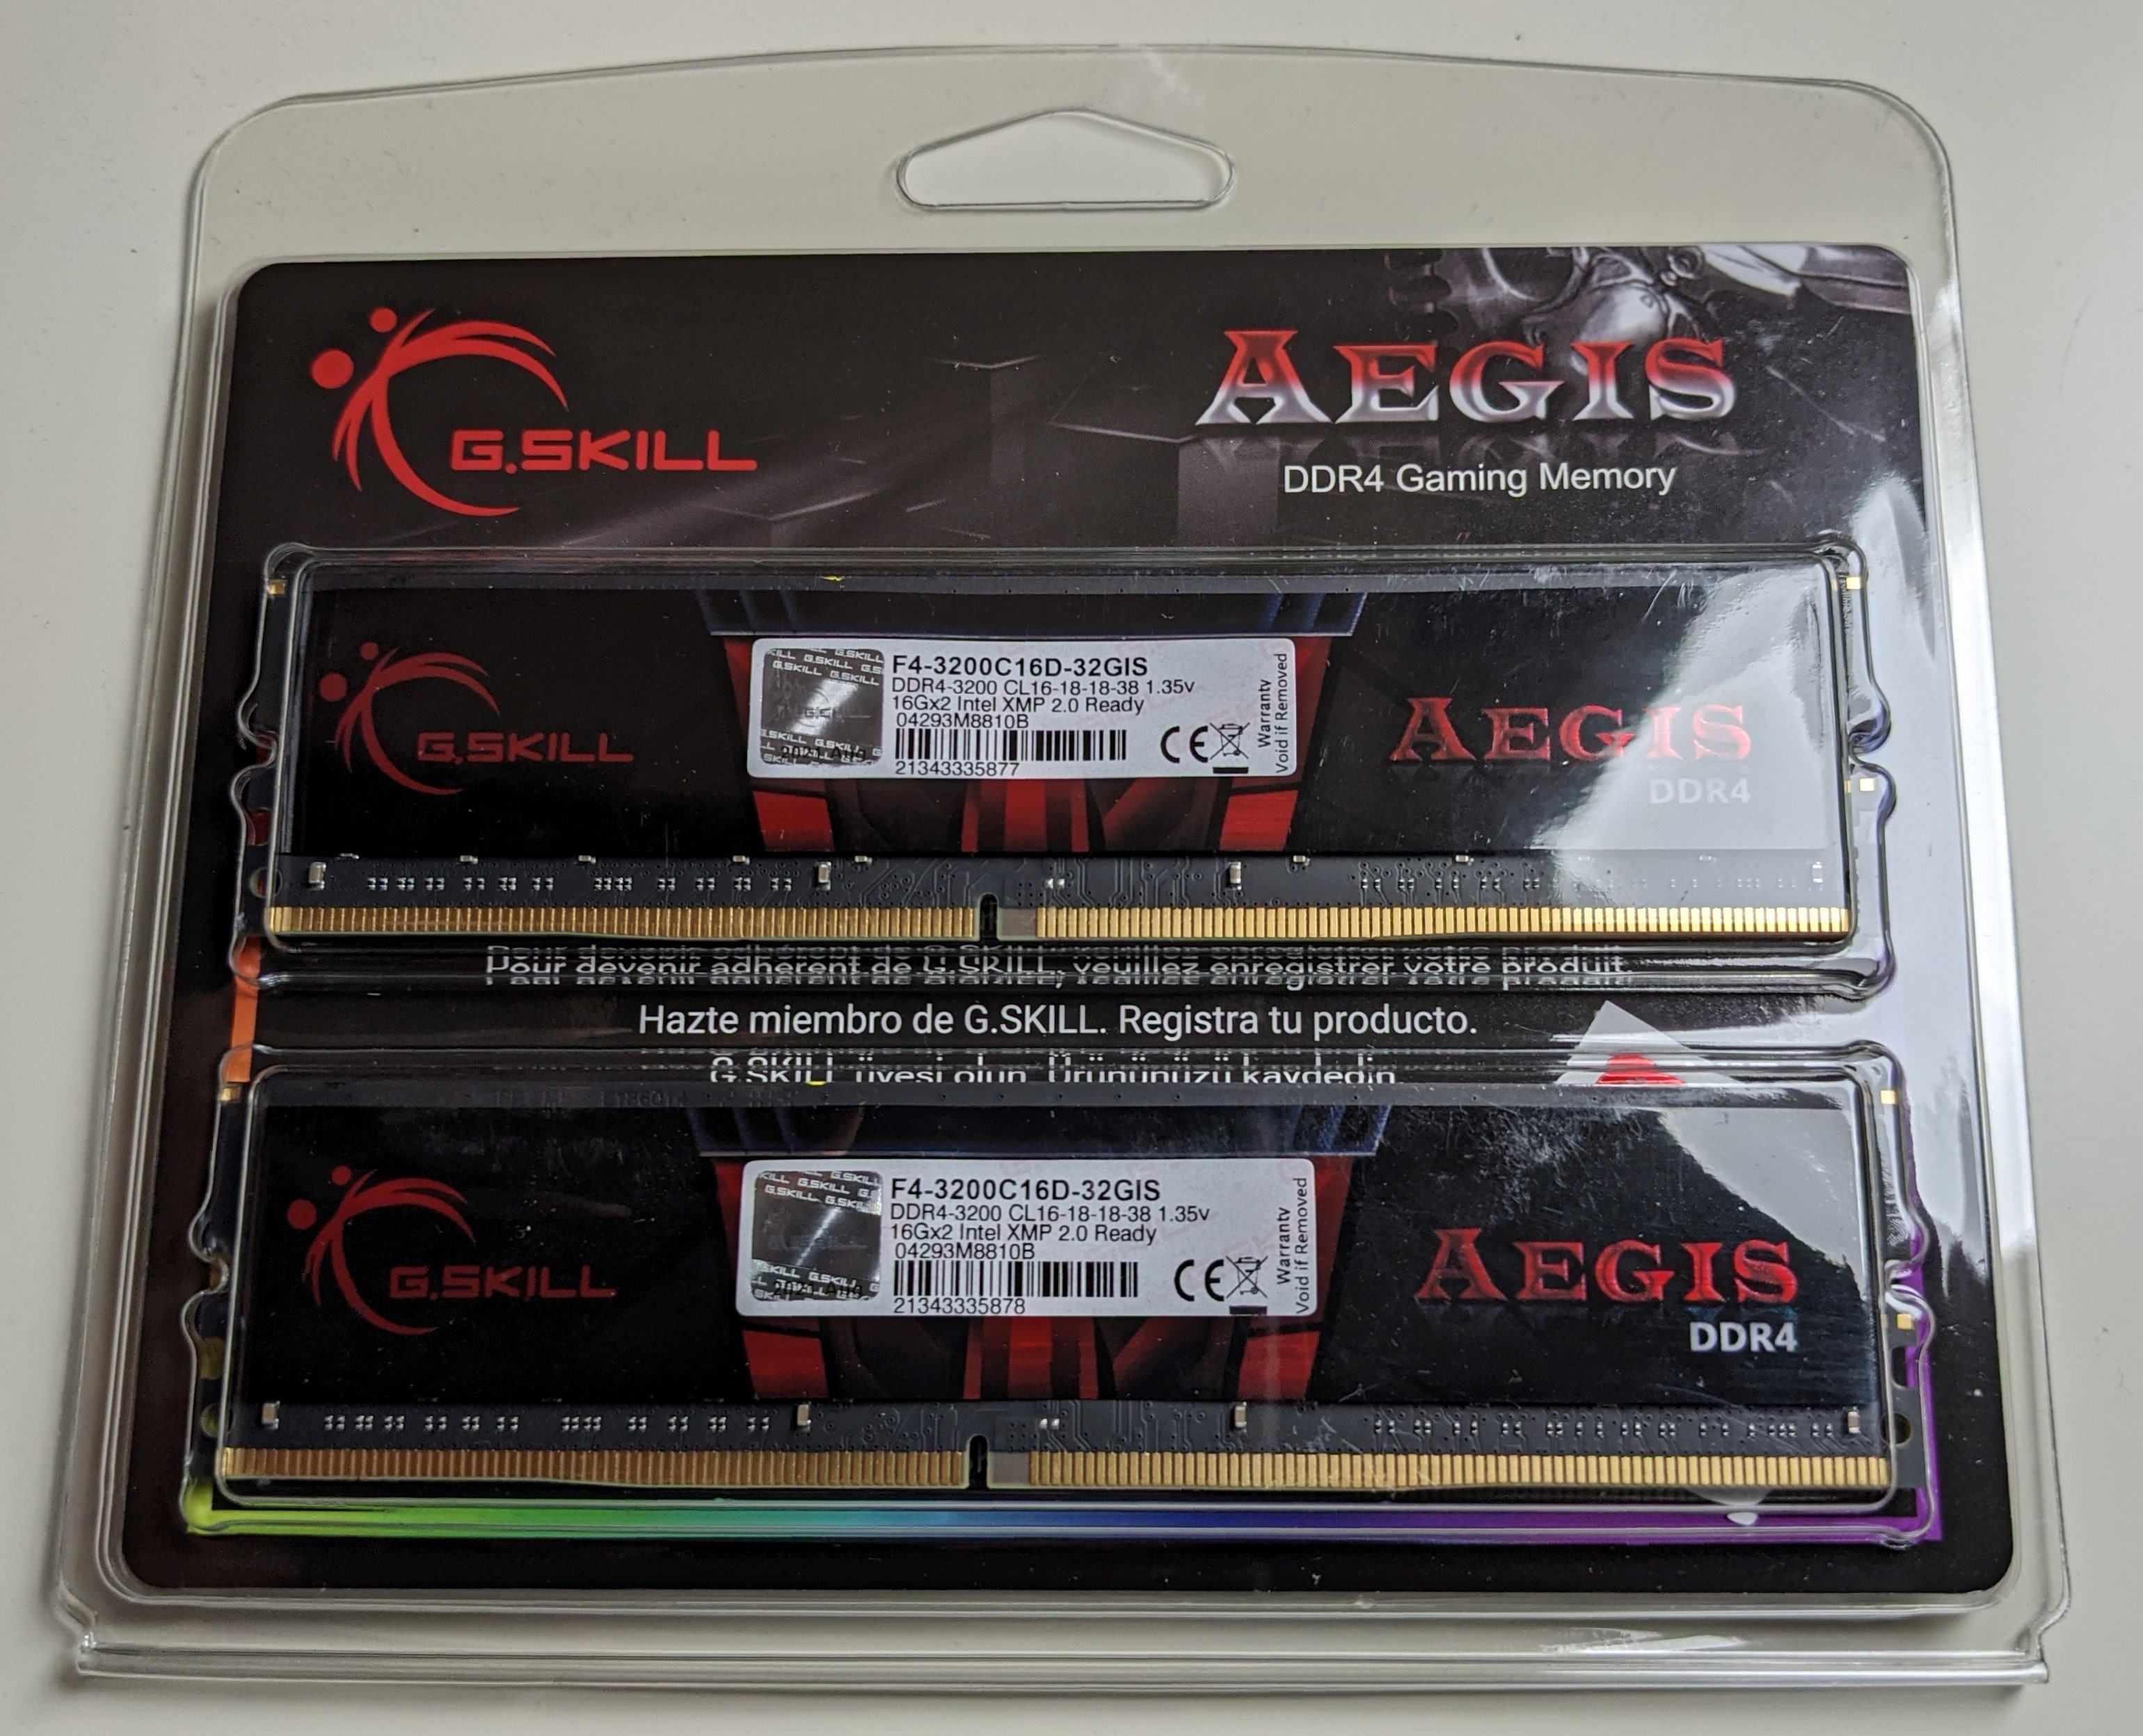 G.SKILL
AEGIS
DDR4 Gaming Memory
G.SKILL
F4-3200C16D-32GIS
DDR4-3200 CL16-18-18-38 1.35v
16Gx2 Intel XMP 2.0 Ready
04293M8810B
21343335877
CE
Warranty
Void if Removed
AEGIS
DDR4
Pour devenir adhérent de G.SKILL, veuillez enregistrer votre produit.
Hazte miembro de G.SKILL. Registra tu producto.
G.SKILL üyesi olun. Ürününüzü kaydedin.
G.SKILL
F4-3200C16D-32GIS
DDR4-3200 CL16-18-18-38 1.35v
16Gx2 Intel XMP 2.0 Ready
04293M8810B
21343335878
CE
Warranty
Void if Removed
AEGIS
DDR4